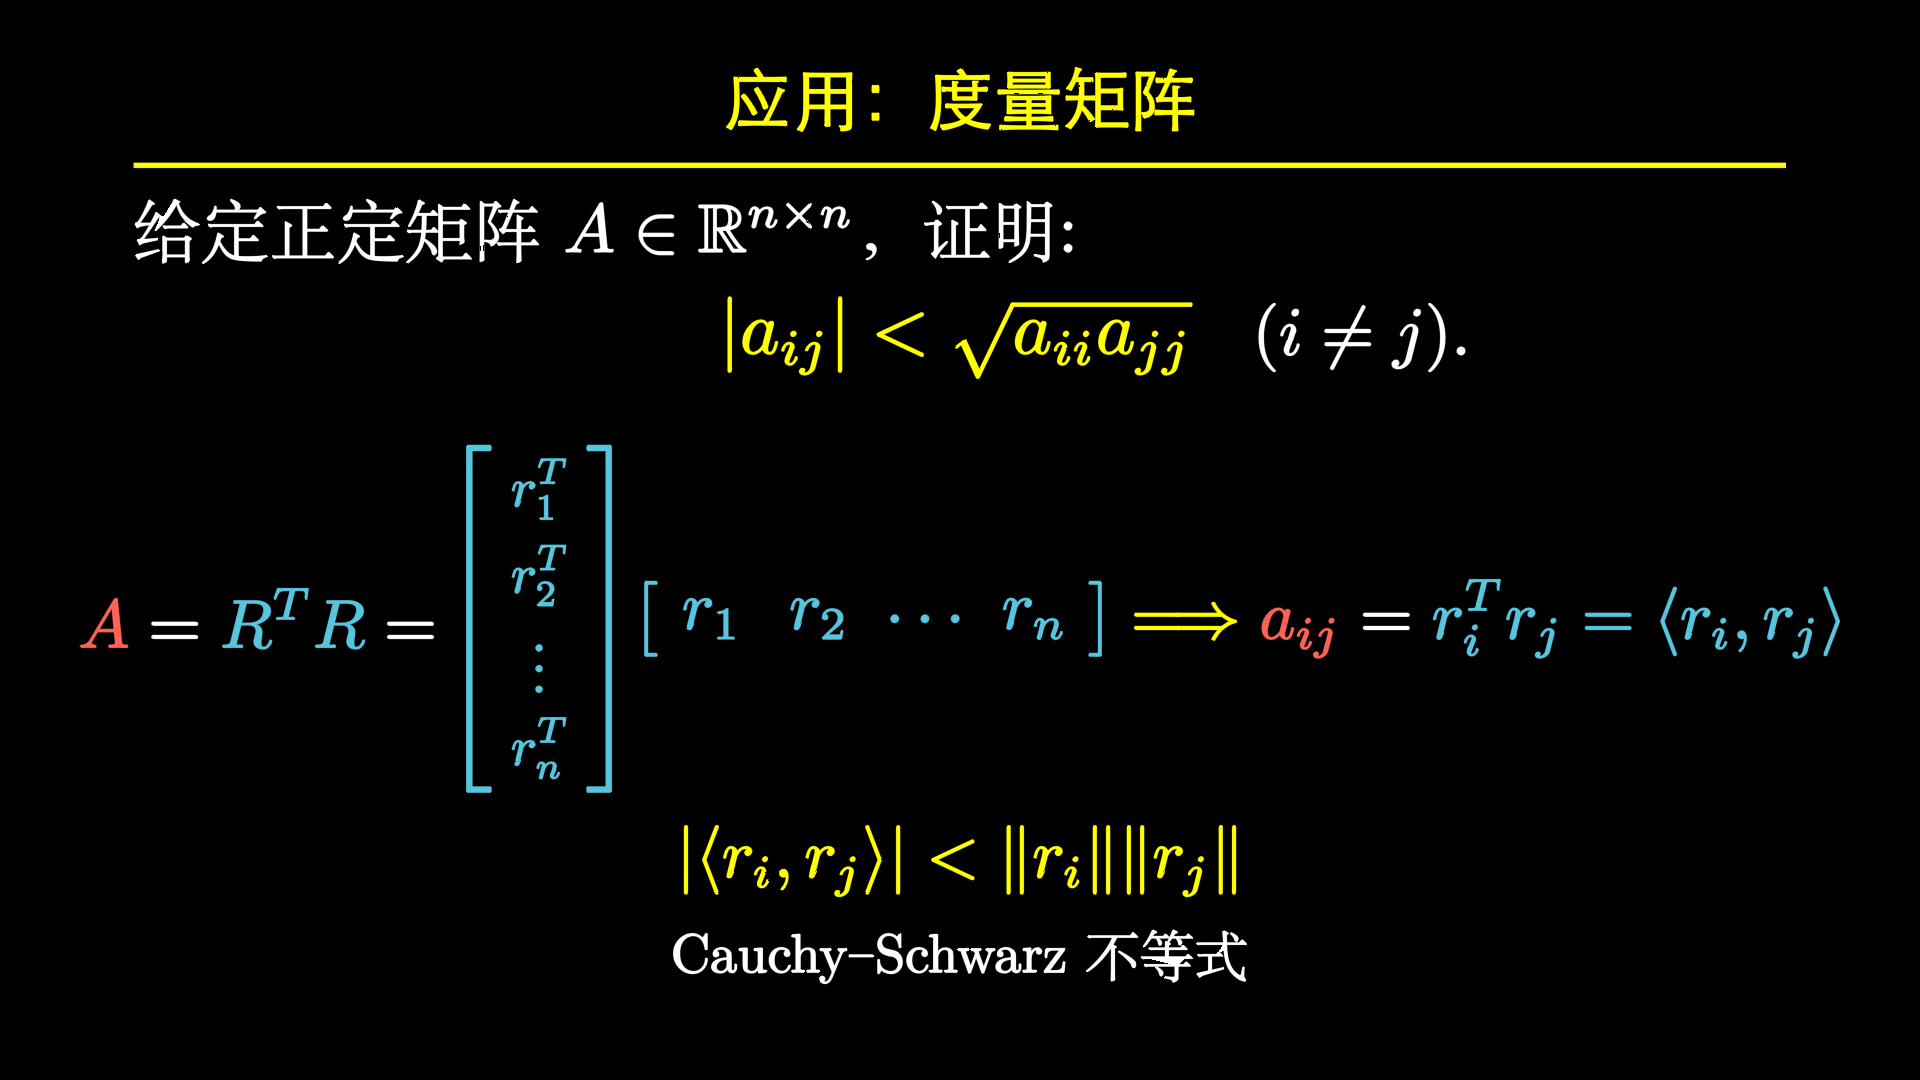 应用：度量矩阵
给定正定矩阵 $A \in \mathbb{R}^{n \times n}$，证明:
$|a_{ij}| < \sqrt{a_{ii}a_{jj}} \quad (i \neq j).$
$A = R^T R = \begin{bmatrix} r_1^T \\ r_2^T \\ \vdots \\ r_n^T \end{bmatrix} \begin{bmatrix} r_1 & r_2 & \cdots & r_n \end{bmatrix} \Longrightarrow a_{ij} = r_i^T r_j = \langle r_i, r_j \rangle$
$|\langle r_i, r_j \rangle| < \|r_i\| \|r_j\|$
Cauchy–Schwarz 不等式